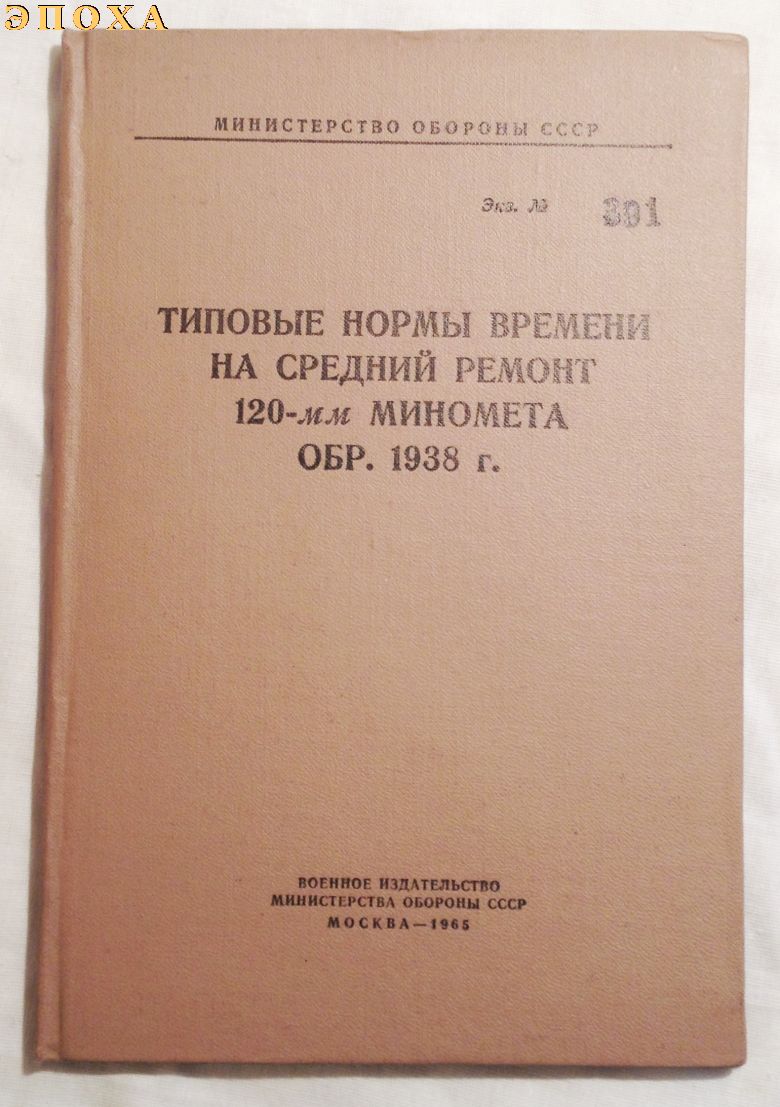 ЭПОХА
МИНИСТЕРСТВО ОБОРОНЫ СССР
Экз. № 391
ТИПОВЫЕ НОРМЫ ВРЕМЕНИ
НА СРЕДНИЙ РЕМОНТ
120-мм МИНОМЕТА
ОБР. 1938 г.
ВОЕННОЕ ИЗДАТЕЛЬСТВО
МИНИСТЕРСТВА ОБОРОНЫ СССР
МОСКВА—1965